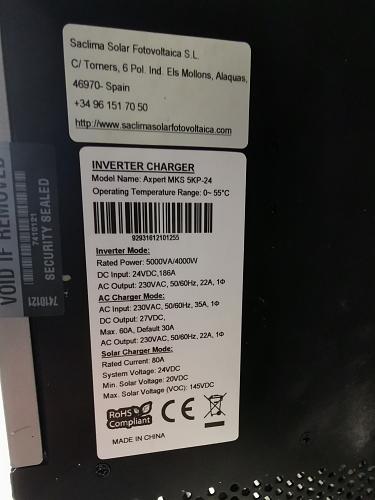 Saclima Solar Fotovoltaica S.L.
C/ Torners, 6 Pol. Ind. Els Mollons, Alaquas,
46970- Spain
+34 96 151 70 50
http://www.saclimasolarfotovoltaica.com
INVERTER CHARGER
Model Name: Axpert MKS 5KP-24
Operating Temperature Range: 0~ 55°C
92931612101255
Inverter Mode:
Rated Power: 5000VA/4000W
DC Input: 24VDC,186A
AC Output: 230VAC, 50/60Hz, 22A, 1Φ
AC Charger Mode:
AC Input: 230VAC, 50/60Hz, 35A, 1Φ
DC Output: 27VDC,
Max. 60A, Default 30A
AC Output: 230VAC, 50/60Hz, 22A, 1Φ
Solar Charger Mode:
Rated Current: 80A
System Voltage: 24VDC
Min. Solar Voltage: 20VDC
Max. Solar Voltage (VOC): 145VDC
RoHS
Compliant
CE
MADE IN CHINA
VOID IF REMOVED
7410121
SECURITY SEALED
7410121